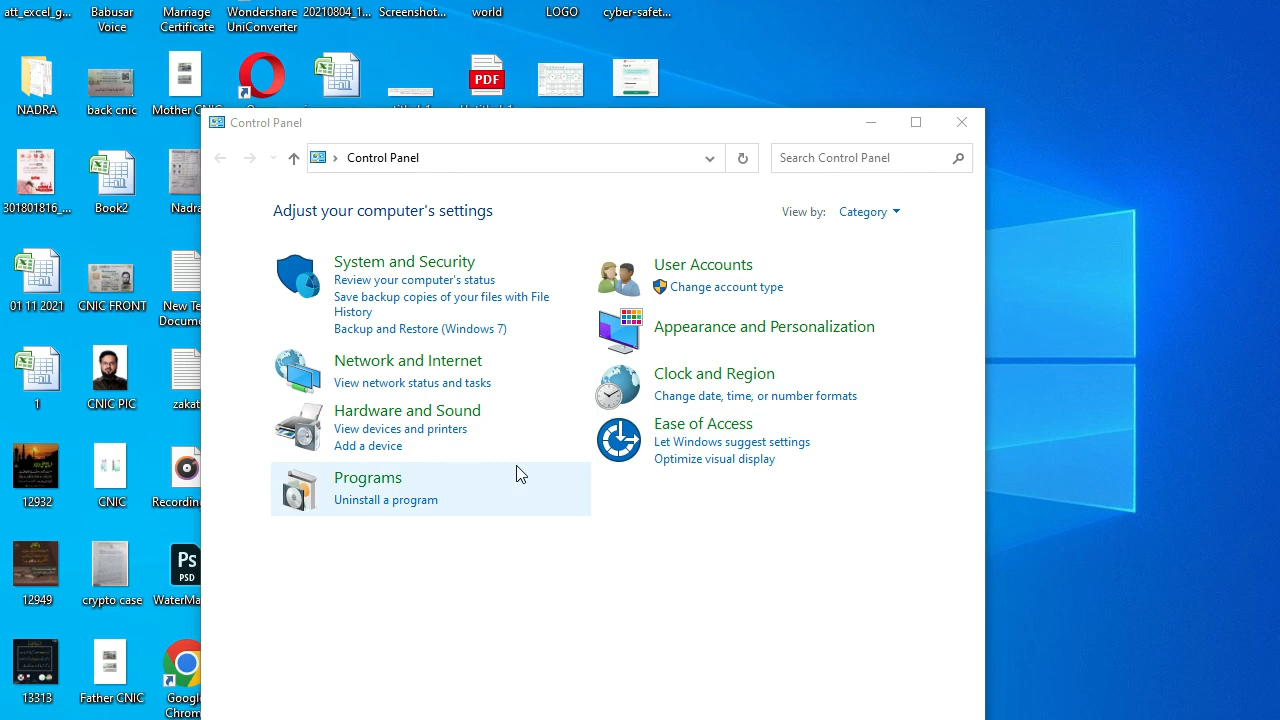 att_excel_g...
Babusar Voice
Marriage Certificate
Wondershare UniConverter
20210804_1...
Screenshot...
world
LOGO
cyber-safet...
NADRA
back cnic
Mother
PDF
301801816_...
Book2
01 11 2021
CNIC FRONT
1
CNIC PIC
zakat
12932
CNIC
12949
crypto case
Ps
PSD
13313
Father CNIC
Google
Control Panel
Control Panel
Search Control Panel
Adjust your computer's settings
View by:
Category
System and Security
Review your computer's status
Save backup copies of your files with File
History
Backup and Restore (Windows 7)
Network and Internet
View network status and tasks
Hardware and Sound
View devices and printers
Add a device
Programs
Uninstall a program
User Accounts
Change account type
Appearance and Personalization
Clock and Region
Change date, time, or number formats
Ease of Access
Let Windows suggest settings
Optimize visual display